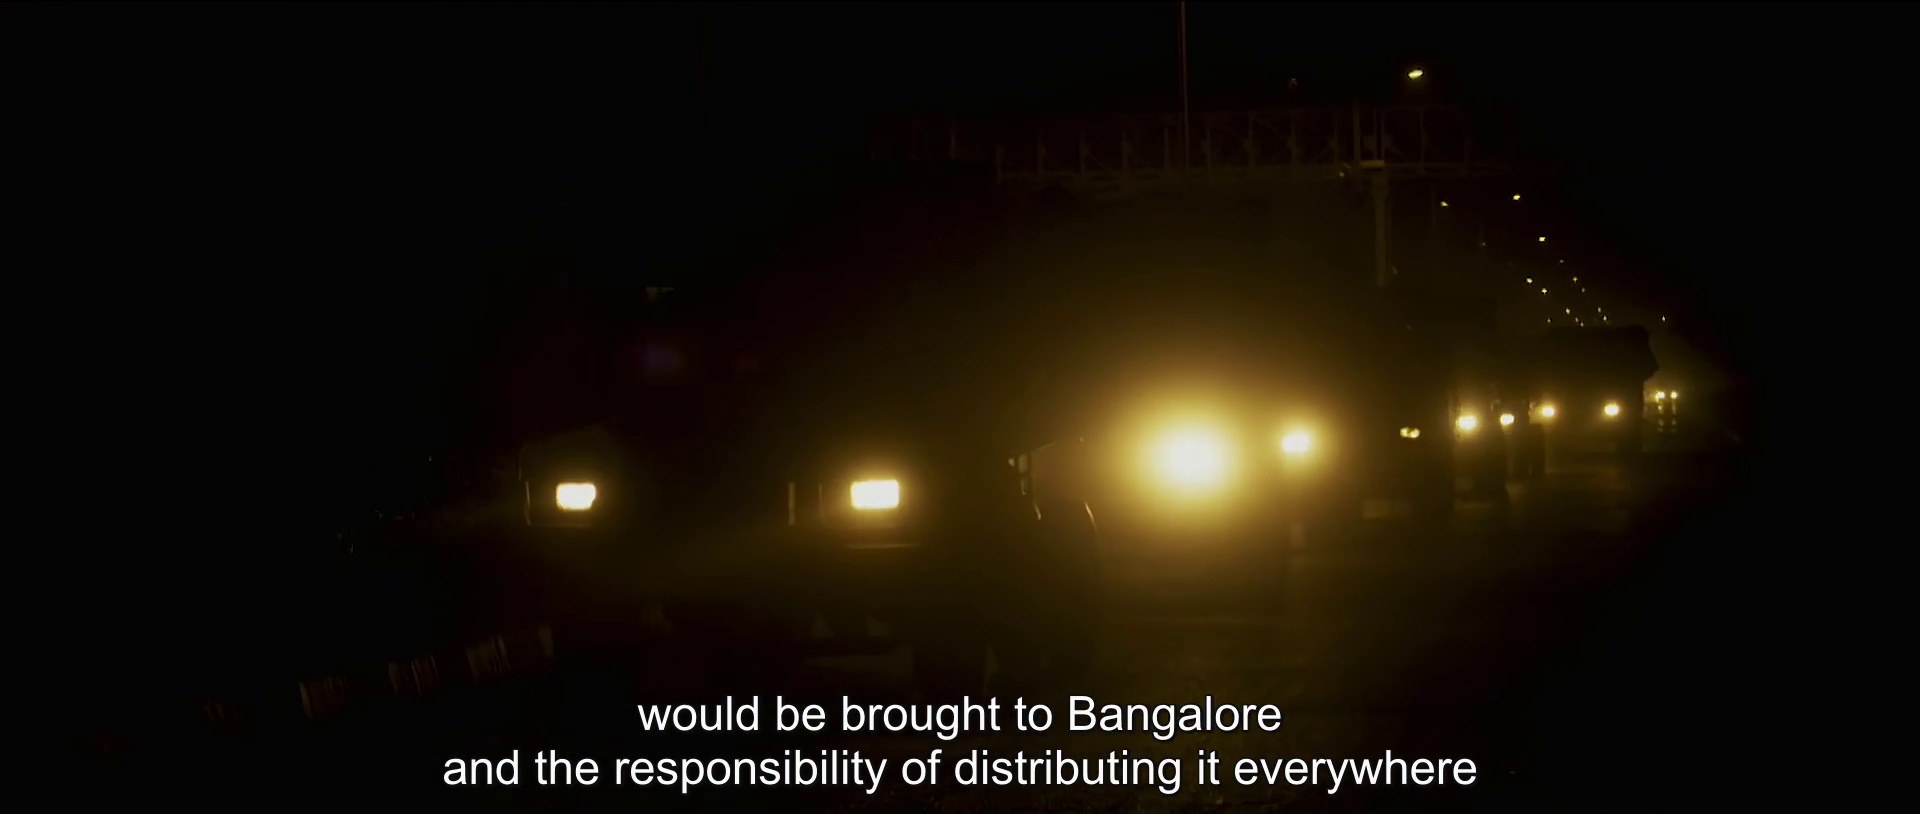 would be brought to Bangalore
and the responsibility of distributing it everywhere